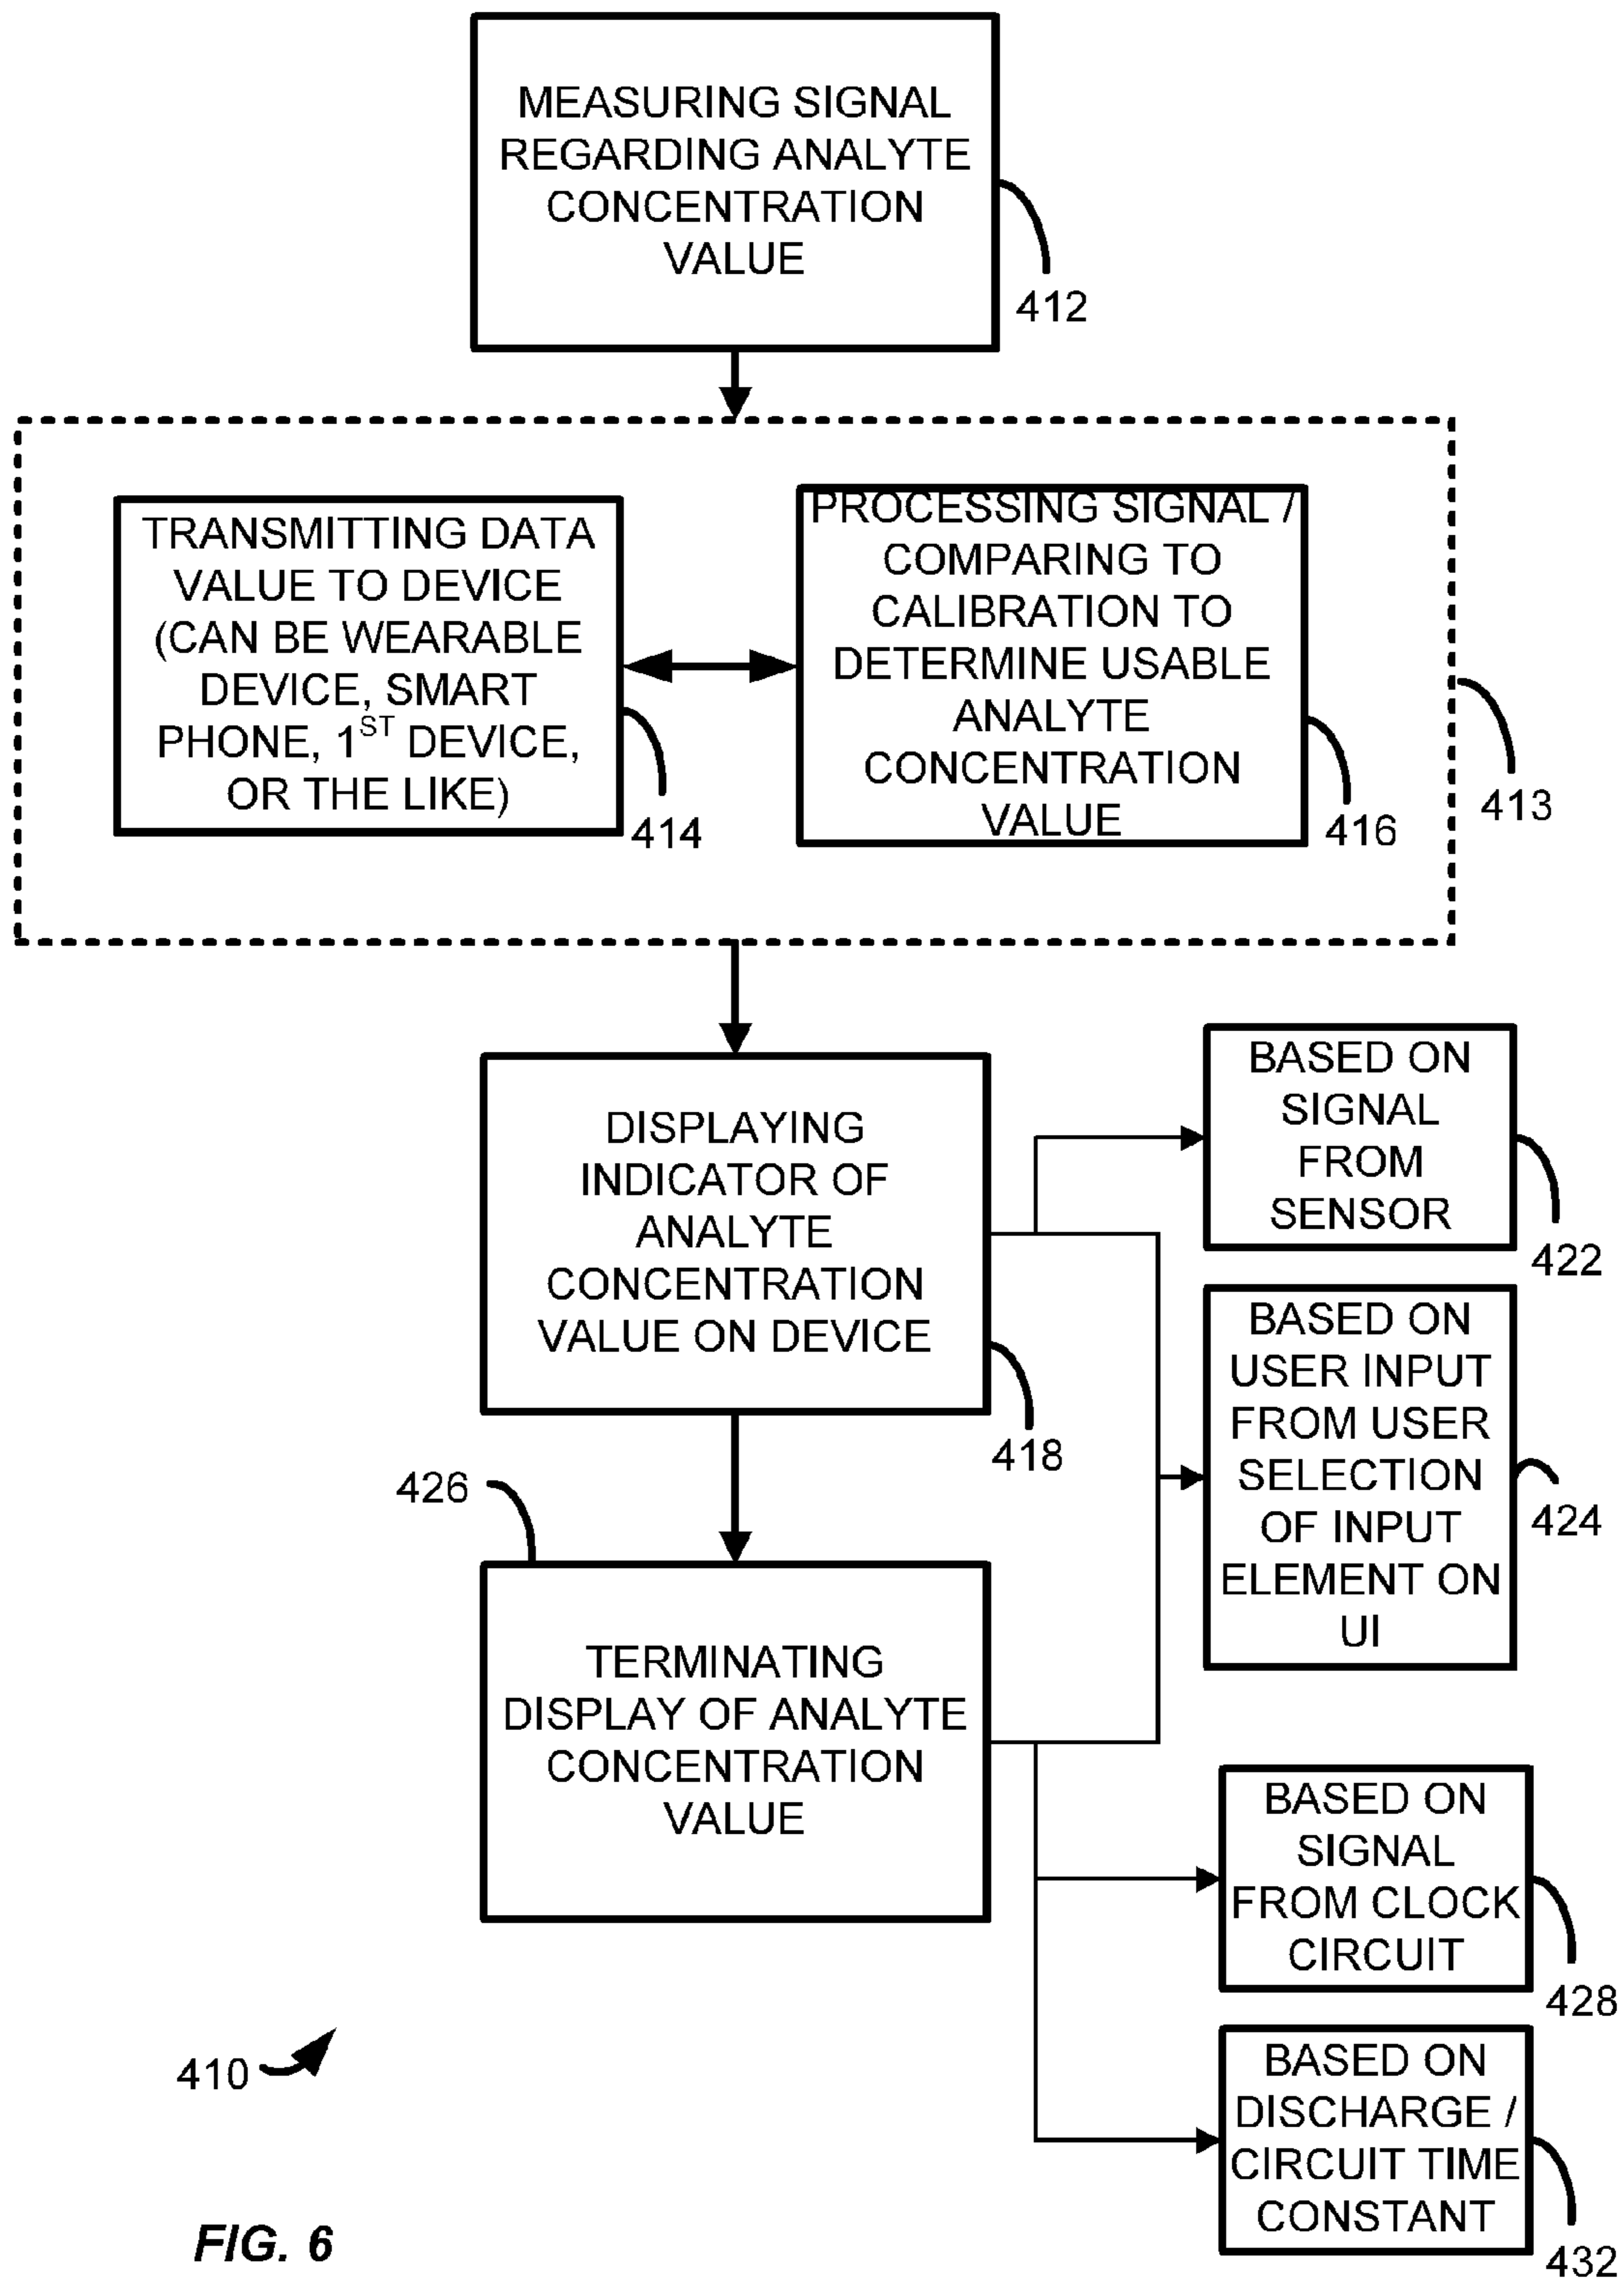 MEASURING SIGNAL
REGARDING ANALYTE
CONCENTRATION
VALUE
412
TRANSMITTING DATA
VALUE TO DEVICE
(CAN BE WEARABLE
DEVICE, SMART
PHONE, 1ST DEVICE,
OR THE LIKE)
414
PROCESSING SIGNAL /
COMPARING TO
CALIBRATION TO
DETERMINE USABLE
ANALYTE
CONCENTRATION
VALUE
416
413
DISPLAYING
INDICATOR OF
ANALYTE
CONCENTRATION
VALUE ON DEVICE
418
BASED ON
SIGNAL
FROM
SENSOR
422
BASED ON
USER INPUT
FROM USER
SELECTION
OF INPUT
ELEMENT ON
UI
424
426
TERMINATING
DISPLAY OF ANALYTE
CONCENTRATION
VALUE
BASED ON
SIGNAL
FROM CLOCK
CIRCUIT
428
BASED ON
DISCHARGE /
CIRCUIT TIME
CONSTANT
432
410
FIG. 6